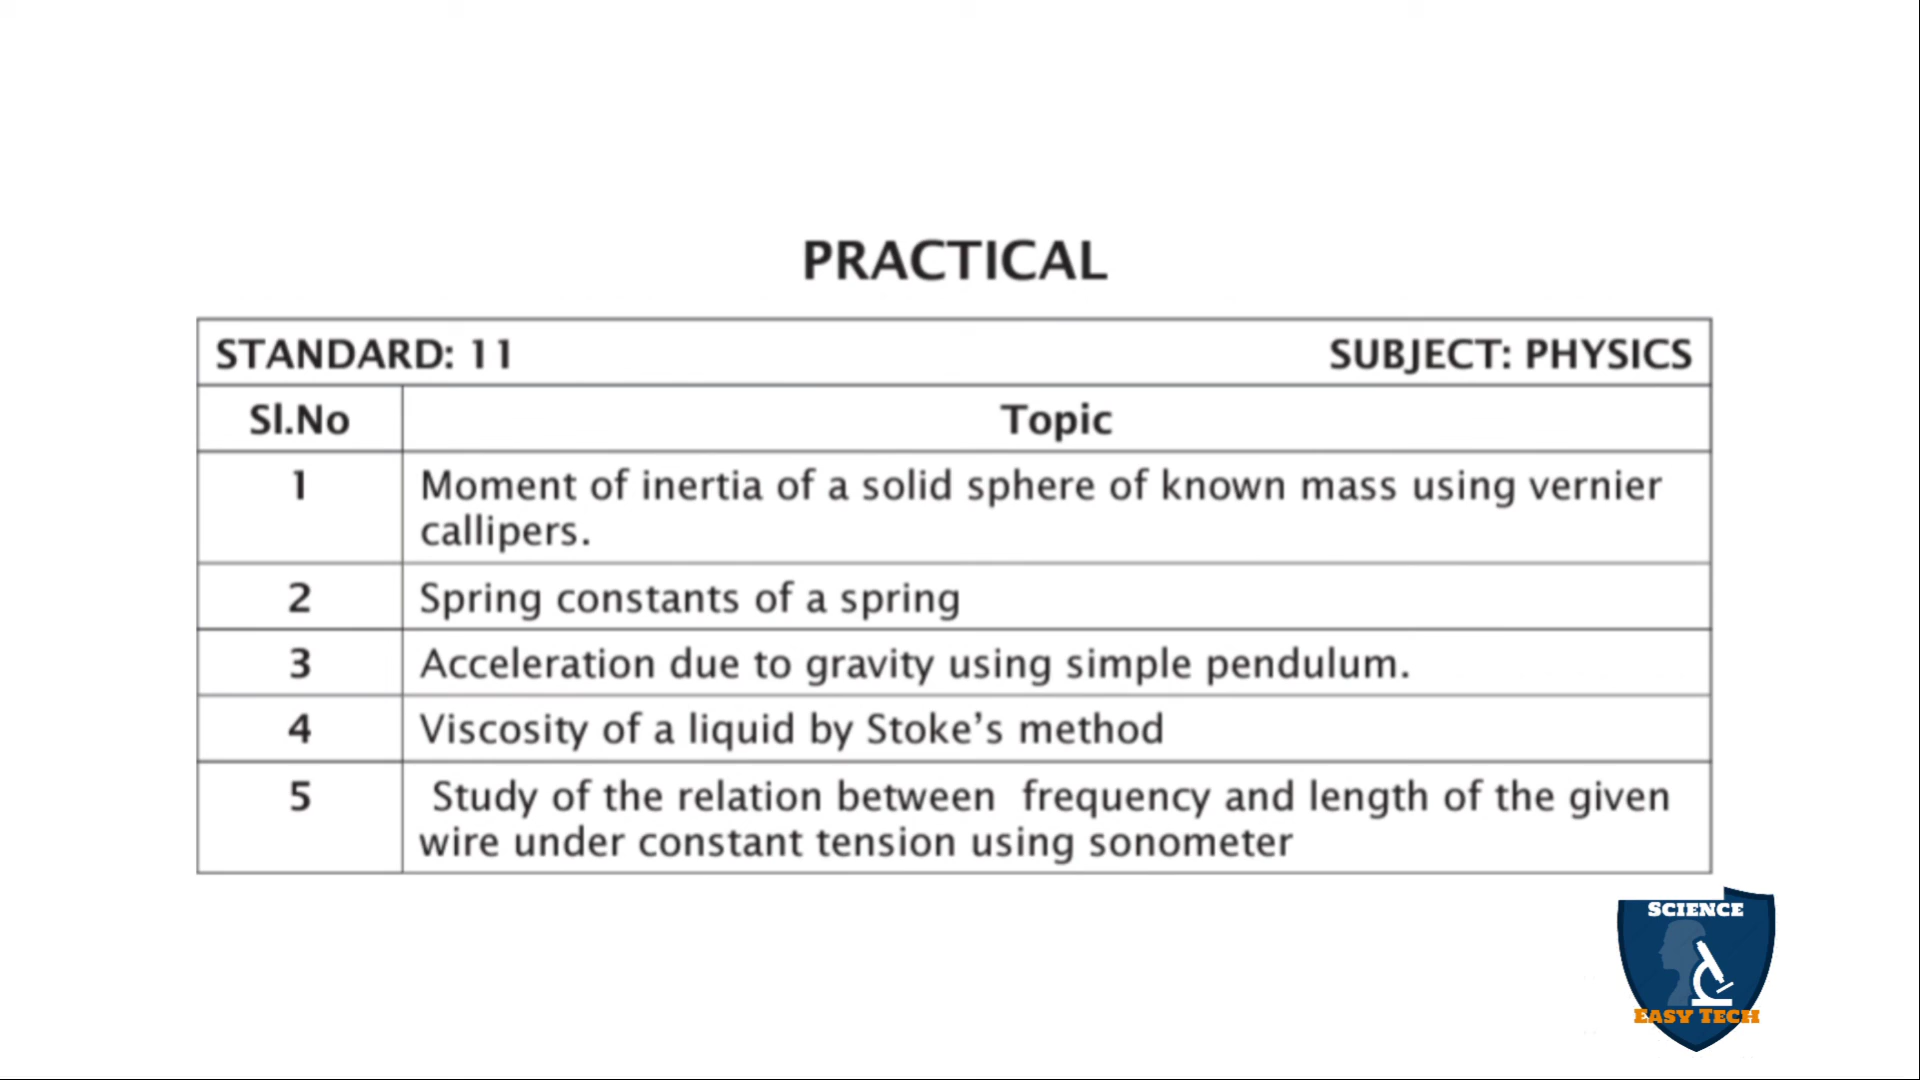 PRACTICAL
STANDARD: 11 SUBJECT: PHYSICS
Sl.No Topic
1 Moment of inertia of a solid sphere of known mass using vernier
callipers.
2 Spring constants of a spring
3 Acceleration due to gravity using simple pendulum.
4 Viscosity of a liquid by Stoke’s method
5 Study of the relation between frequency and length of the given
wire under constant tension using sonometer
SCIENCE
EASY TECH